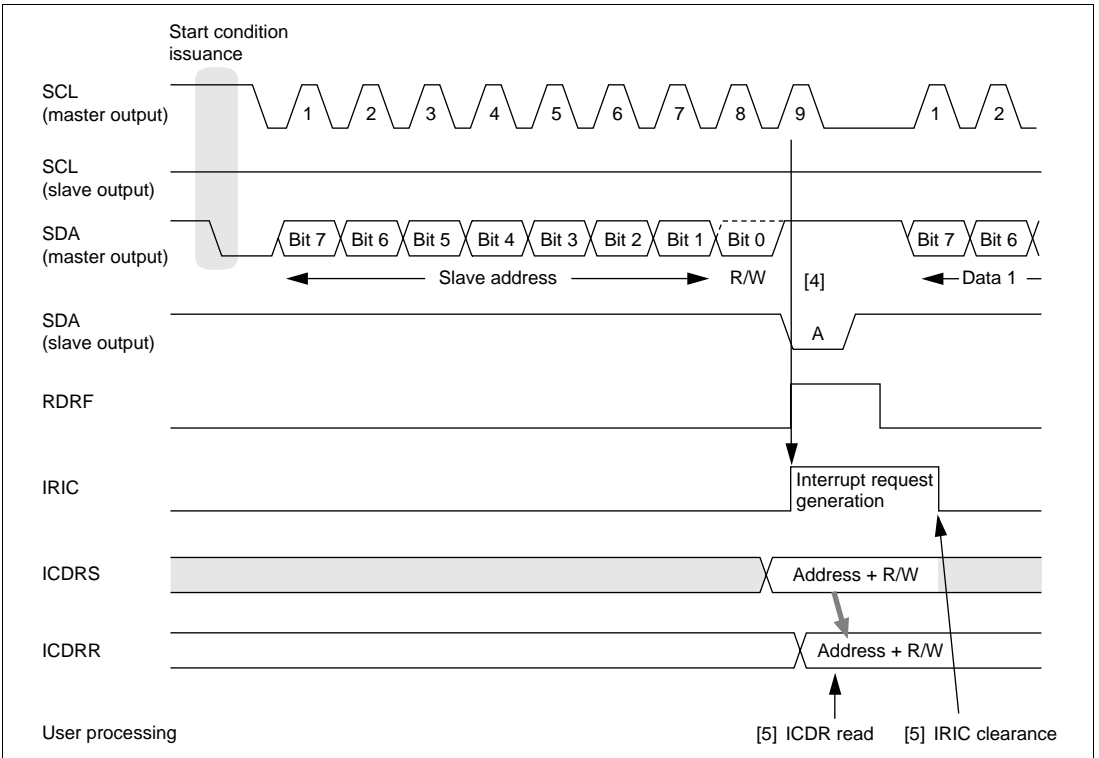 Start condition
issuance
SCL
(master output)
1 2 3 4 5 6 7 8 9 1 2
SCL
(slave output)
SDA
(master output)
Bit 7 Bit 6 Bit 5 Bit 4 Bit 3 Bit 2 Bit 1 Bit 0 Bit 7 Bit 6
Slave address R/W [4] Data 1
SDA
(slave output)
A
RDRF
IRIC
Interrupt request
generation
ICDRS
Address + R/W
ICDRR
Address + R/W
User processing
[5] ICDR read [5] IRIC clearance